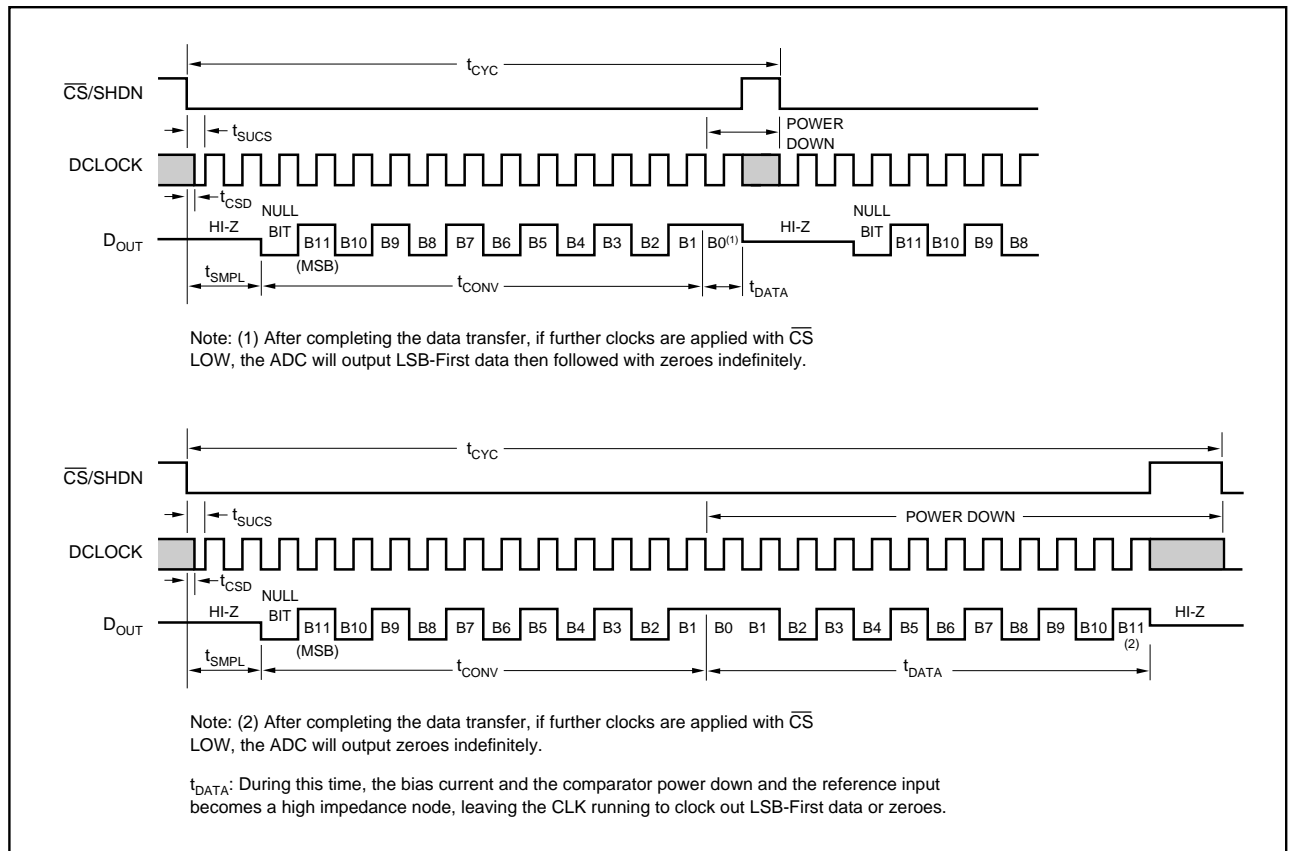 tCYC
CS/SHDN
POWER
DOWN
tSUCS
DCLOCK
tCSD
NULL
BIT
HI-Z
DOUT
B11 B10 B9 B8 B7 B6 B5 B4 B3 B2 B1 B0(1)
HI-Z
NULL
BIT
B11 B10 B9 B8
(MSB)
tSMPL
tCONV
tDATA
Note: (1) After completing the data transfer, if further clocks are applied with CS
LOW, the ADC will output LSB-First data then followed with zeroes indefinitely.
tCYC
CS/SHDN
tSUCS
POWER DOWN
DCLOCK
tCSD
NULL
BIT
HI-Z
DOUT
B11 B10 B9 B8 B7 B6 B5 B4 B3 B2 B1 B0 B1 B2 B3 B4 B5 B6 B7 B8 B9 B10 B11
(2)
HI-Z
(MSB)
tSMPL
tCONV
tDATA
Note: (2) After completing the data transfer, if further clocks are applied with CS
LOW, the ADC will output zeroes indefinitely.
tDATA: During this time, the bias current and the comparator power down and the reference input
becomes a high impedance node, leaving the CLK running to clock out LSB-First data or zeroes.